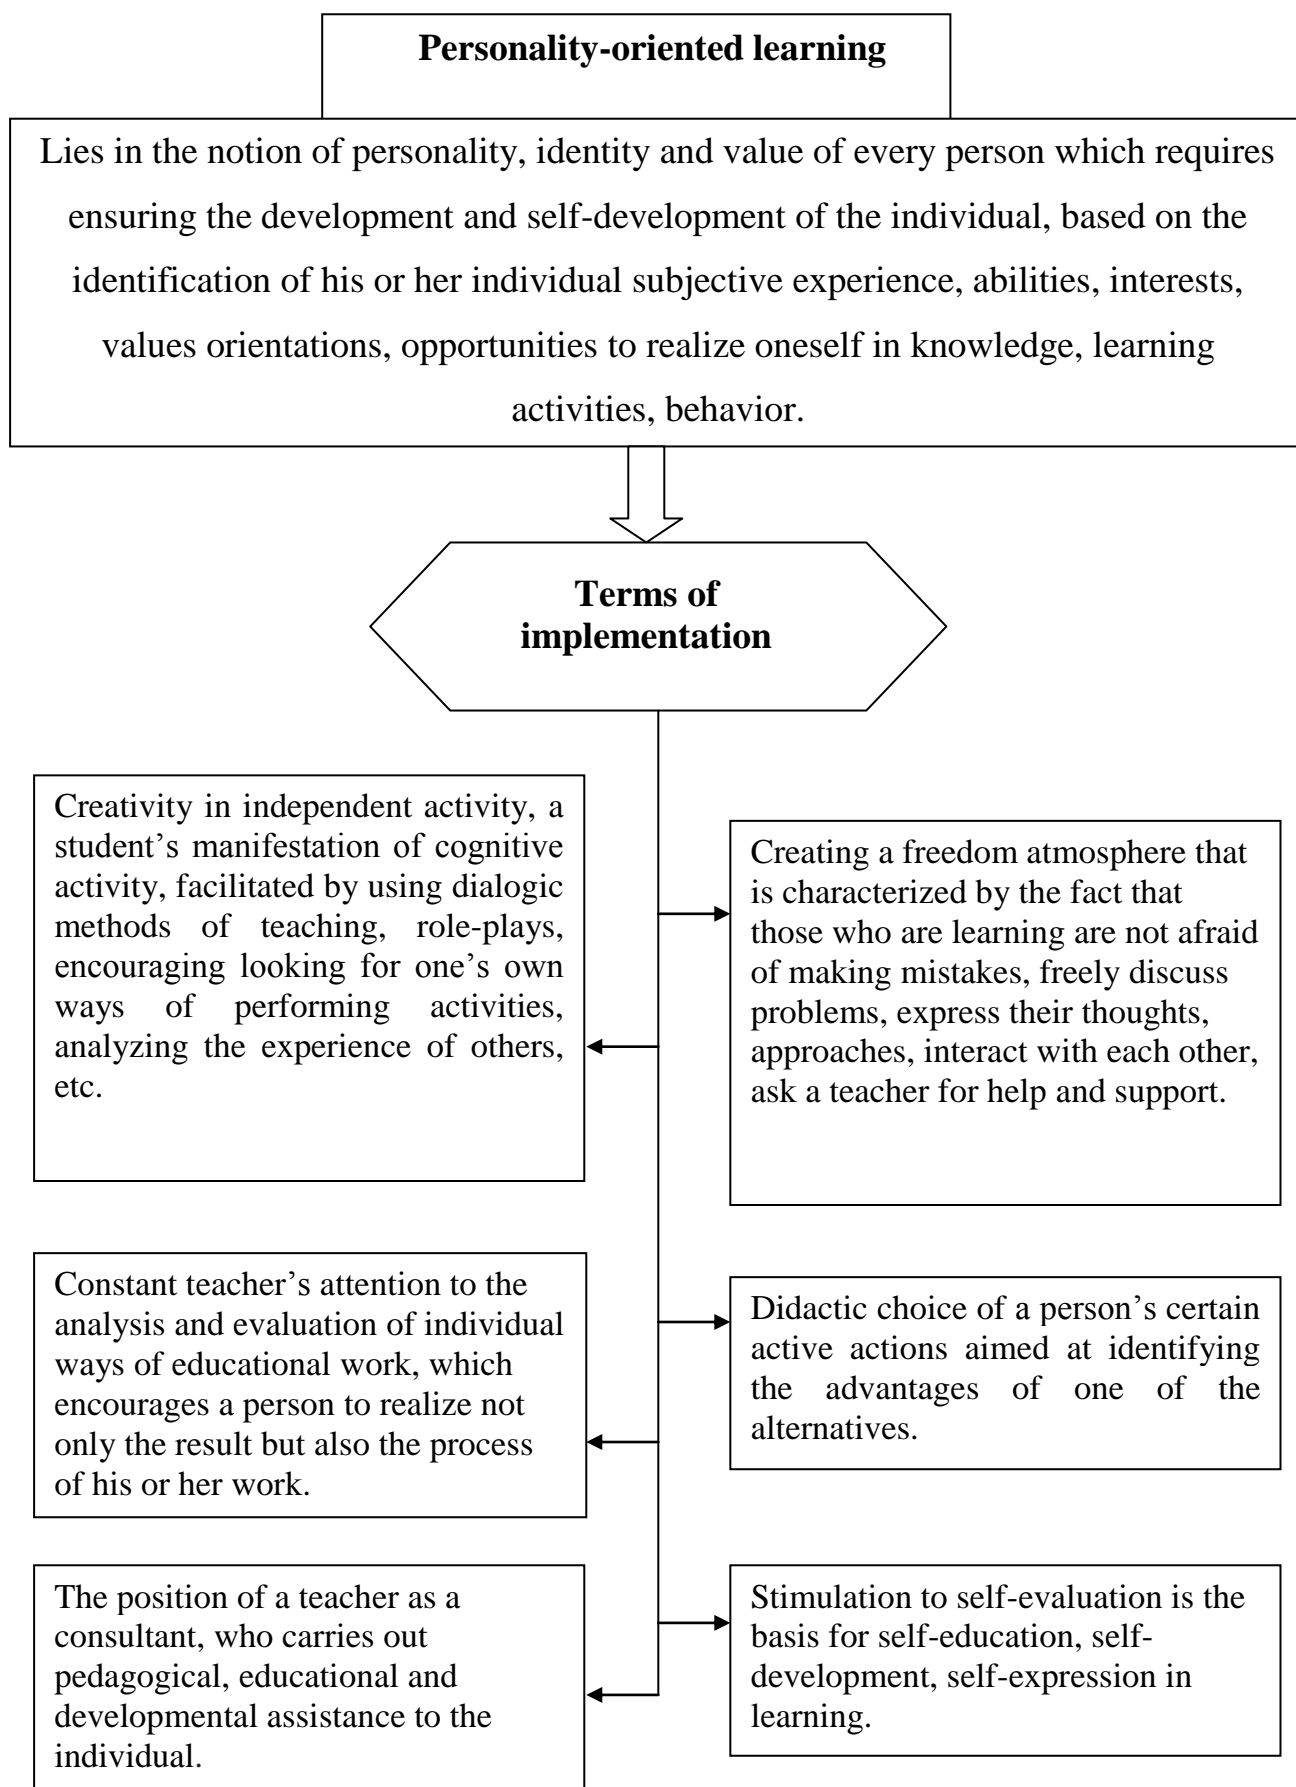 Personality-oriented learning
Lies in the notion of personality, identity and value of every person which requires
ensuring the development and self-development of the individual, based on the
identification of his or her individual subjective experience, abilities, interests,
values orientations, opportunities to realize oneself in knowledge, learning
activities, behavior.
Terms of
implementation
Creativity in independent activity, a
student’s manifestation of cognitive
activity, facilitated by using dialogic
methods of teaching, role-plays,
encouraging looking for one’s own
ways of performing activities,
analyzing the experience of others,
etc.
Creating a freedom atmosphere that
is characterized by the fact that
those who are learning are not afraid
of making mistakes, freely discuss
problems, express their thoughts,
approaches, interact with each other,
ask a teacher for help and support.
Constant teacher’s attention to the
analysis and evaluation of individual
ways of educational work, which
encourages a person to realize not
only the result but also the process
of his or her work.
Didactic choice of a person’s certain
active actions aimed at identifying
the advantages of one of the
alternatives.
The position of a teacher as a
consultant, who carries out
pedagogical, educational and
developmental assistance to the
individual.
Stimulation to self-evaluation is the
basis for self-education, self-
development, self-expression in
learning.